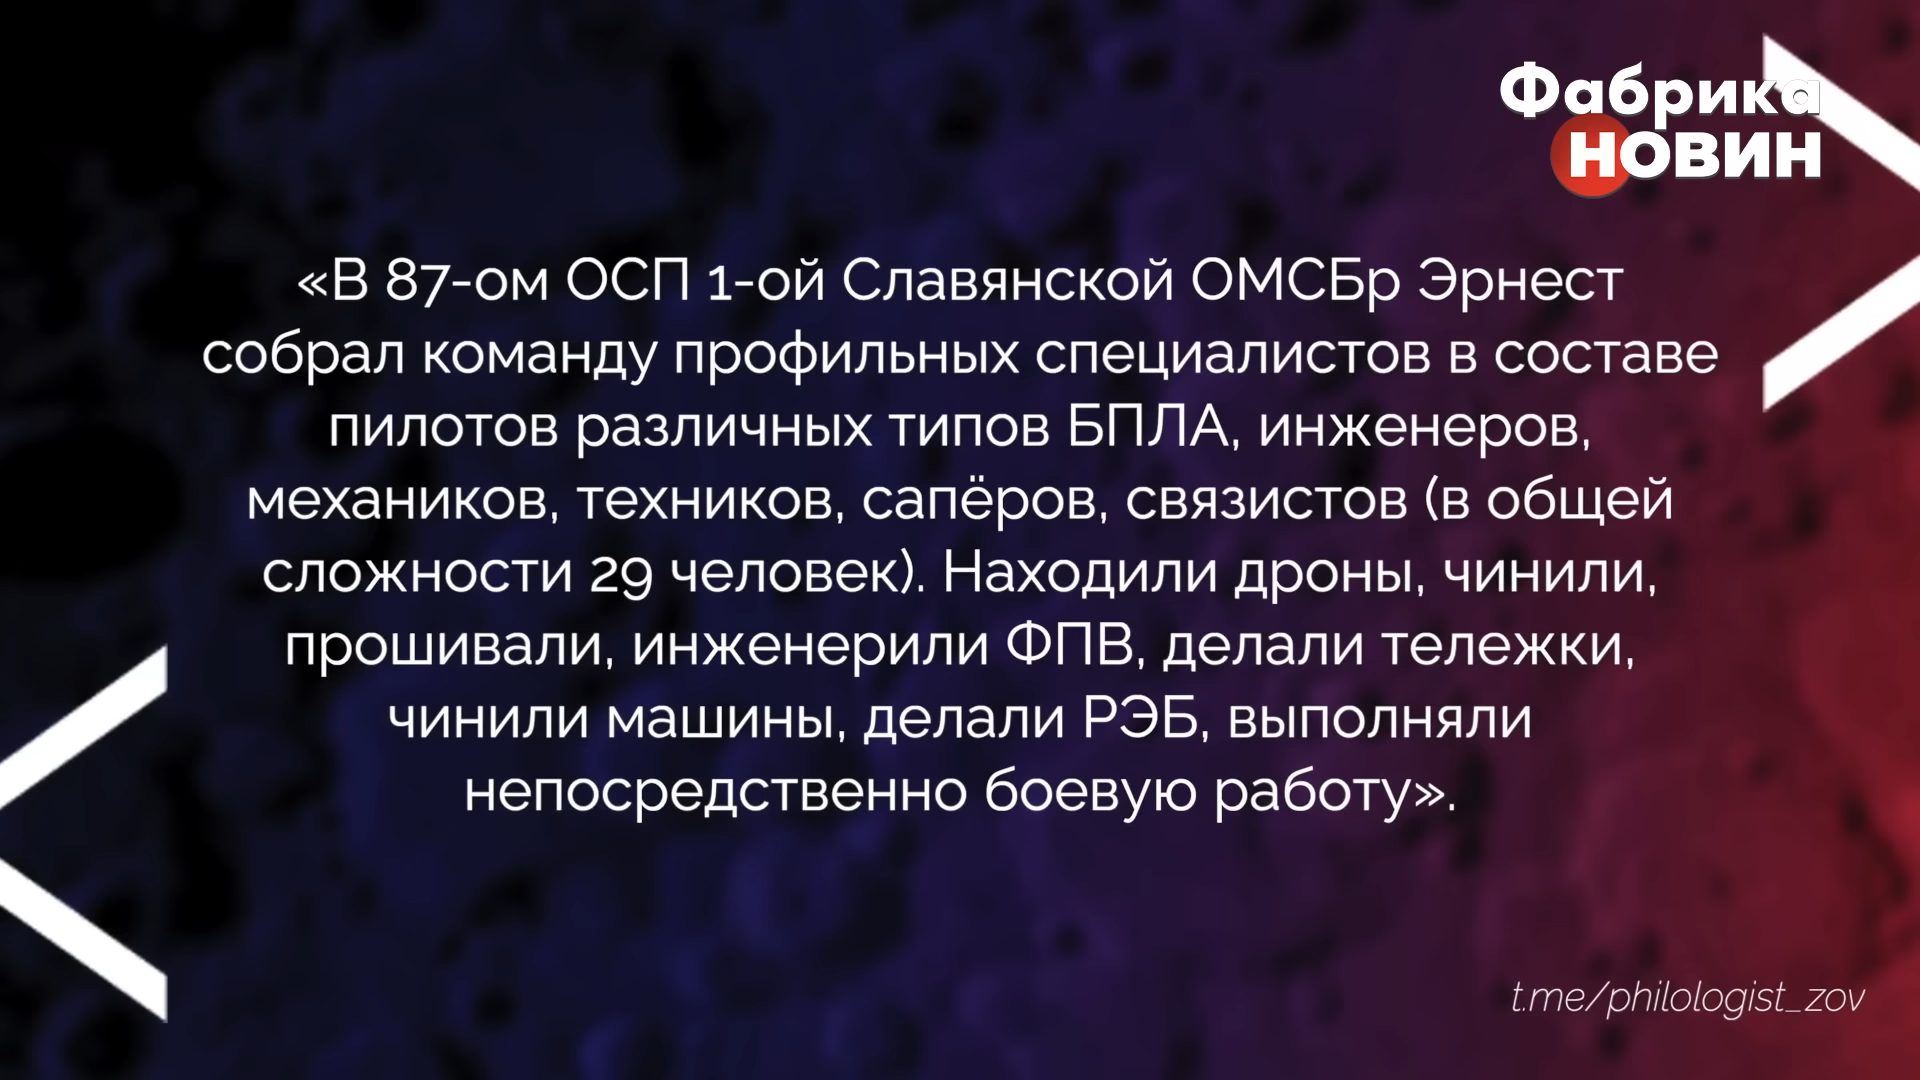 Фабрика
новин
«В 87-ом ОСП 1-ой Славянской ОМСБр Эрнест
собрал команду профильных специалистов в составе
пилотов различных типов БПЛА, инженеров,
механиков, техников, сапёров, связистов (в общей
сложности 29 человек). Находили дроны, чинили,
прошивали, инженерили ФПВ, делали тележки,
чинили машины, делали РЭБ, выполняли
непосредственно боевую работу».
t.me/philologist_zov